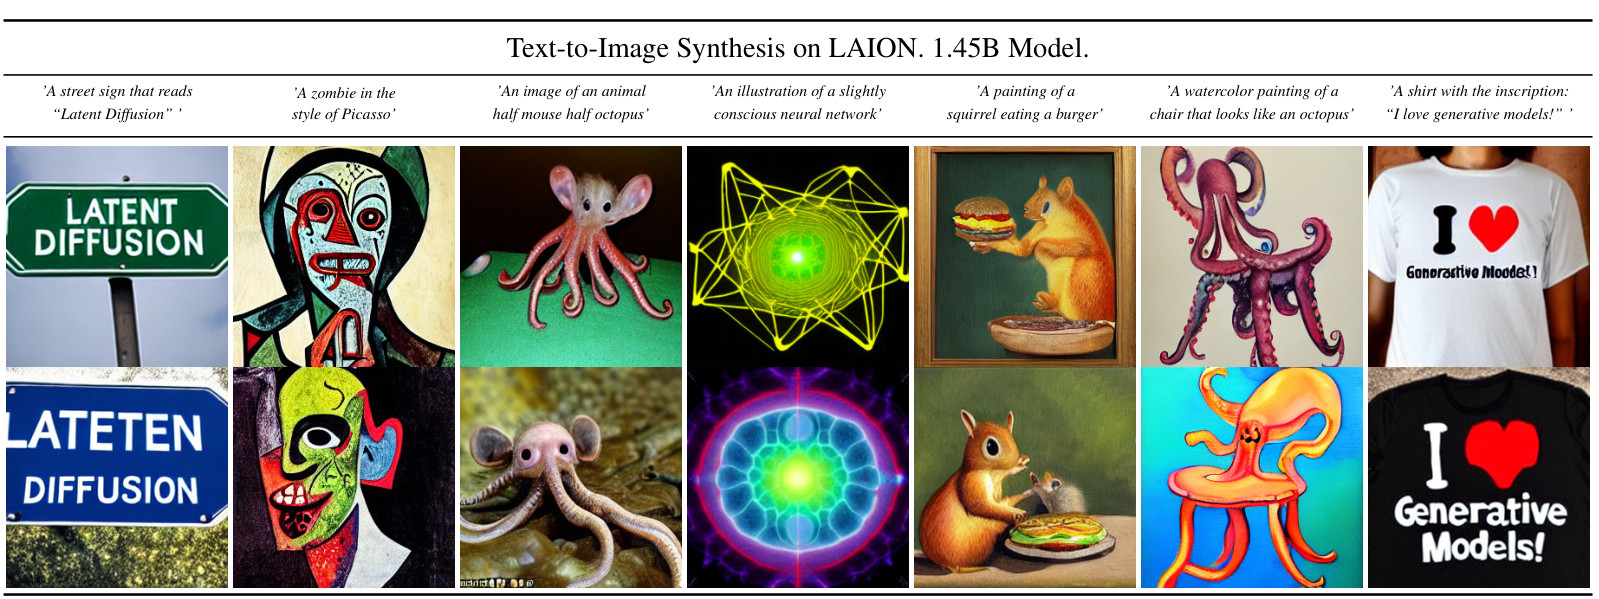 Text-to-Image Synthesis on LAION. 1.45B Model.
’A street sign that reads
“Latent Diffusion” ’
’A zombie in the
style of Picasso’
’An image of an animal
half mouse half octopus’
’An illustration of a slightly
conscious neural network’
’A painting of a
squirrel eating a burger’
’A watercolor painting of a
chair that looks like an octopus’
’A shirt with the inscription:
“I love generative models!” ’
LATENT
DIFFUSION
I
LATETEN
DIFFUSION
I
Generative
Models!